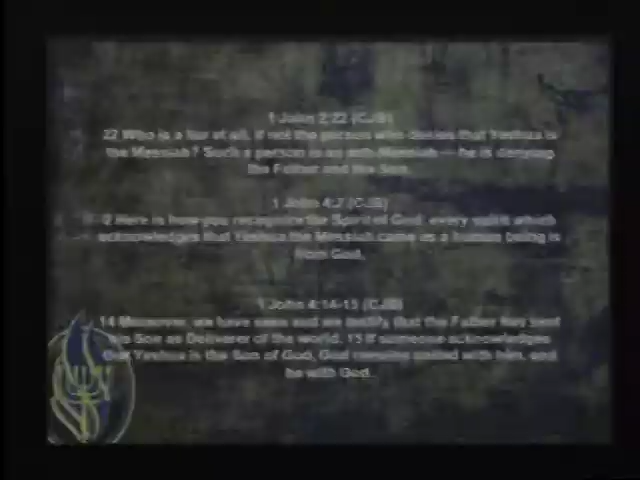 1 John 2:22 (CJB)
22 Who is a liar at all, if not the person who denies that Yeshua is
the Messiah? Such a person is an anti-Messiah — he is denying
the Father and the Son.
1 John 4:2 (CJB)
2 Here is how you recognize the Spirit of God: every spirit which
acknowledges that Yeshua the Messiah came as a human being is
from God,
1 John 4:14-15 (CJB)
14 Moreover, we have seen and we testify that the Father has sent
his Son as Deliverer of the world. 15 If someone acknowledges
that Yeshua is the Son of God, God remains united with him, and
he with God.